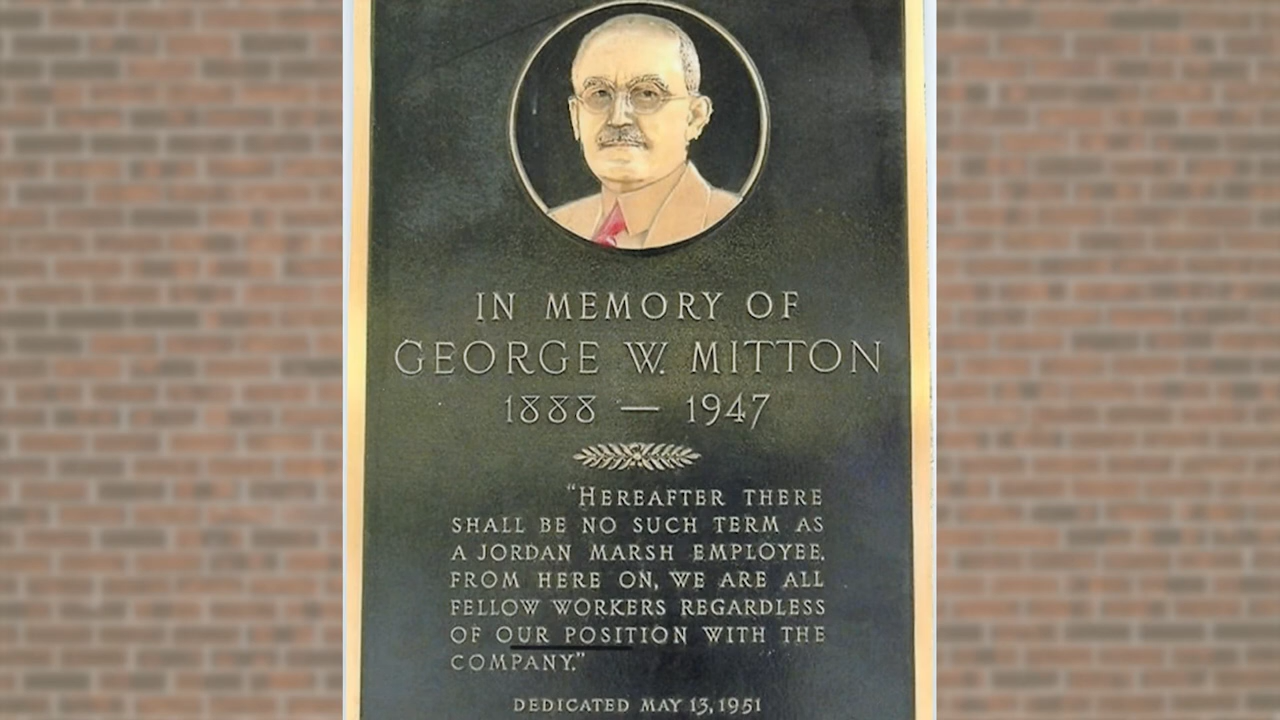 IN MEMORY OF
GEORGE W. MITTON
1888 — 1947
"HEREAFTER THERE
SHALL BE NO SUCH TERM AS
A JORDAN MARSH EMPLOYEE,
FROM HERE ON, WE ARE ALL
FELLOW WORKERS REGARDLESS
OF OUR POSITION WITH THE
COMPANY."
DEDICATED MAY 13, 1951